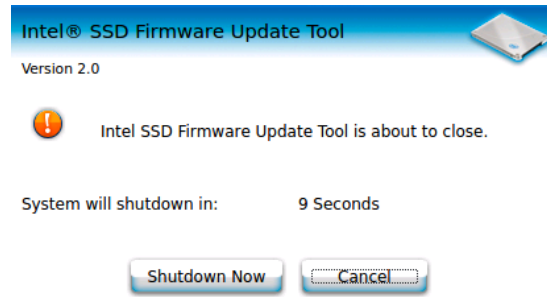 Intel® SSD Firmware Update Tool
Version 2.0
Intel SSD Firmware Update Tool is about to close.
System will shutdown in: 9 Seconds
Shutdown Now Cancel